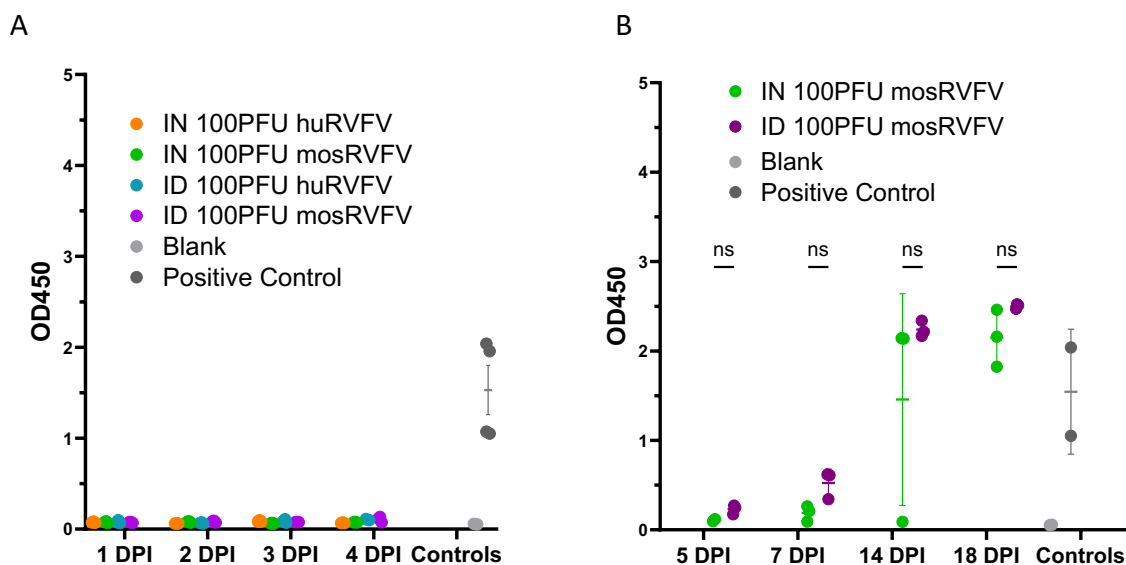 A
OD450
5
4
3
2
1
0
IN 100PFU huRVFV
IN 100PFU mosRVFV
ID 100PFU huRVFV
ID 100PFU mosRVFV
Blank
Positive Control
1 DPI 2 DPI 3 DPI 4 DPI Controls
B
OD450
5
4
3
2
1
0
IN 100PFU mosRVFV
ID 100PFU mosRVFV
Blank
Positive Control
ns ns ns ns
5 DPI 7 DPI 14 DPI 18 DPI Controls